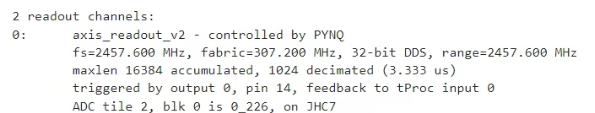 2 readout channels:
0: axis_readout_v2 - controlled by PYNQ
fs=2457.600 MHz, fabric=307.200 MHz, 32-bit DDS, range=2457.600 MHz
maxlen 16384 accumulated, 1024 decimated (3.333 us)
triggered by output 0, pin 14, feedback to tProc input 0
ADC tile 2, blk 0 is 0_226, on JHC7